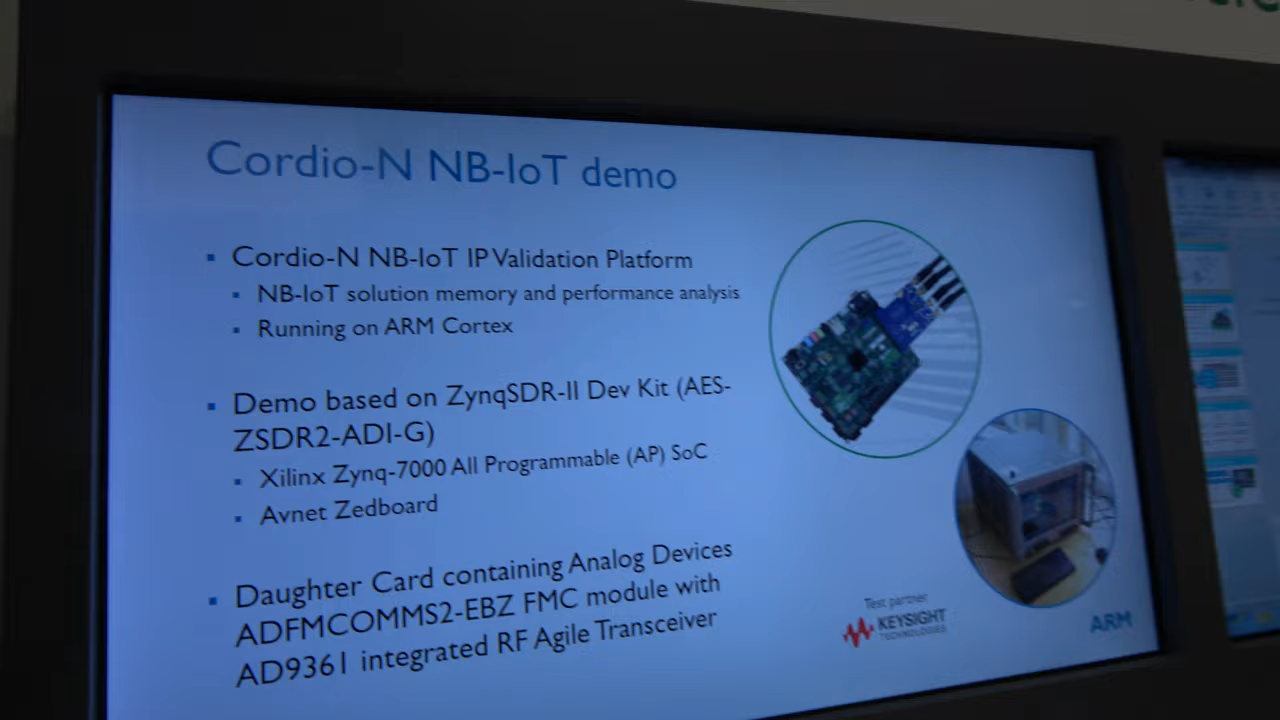 Cordio-N NB-IoT demo
▪ Cordio-N NB-IoT IP Validation Platform
▪ NB-IoT solution memory and performance analysis
▪ Running on ARM Cortex
▪ Demo based on ZynqSDR-II Dev Kit (AES-
ZSDR2-ADI-G)
▪ Xilinx Zynq-7000 All Programmable (AP) SoC
▪ Avnet Zedboard
▪ Daughter Card containing Analog Devices
ADFMCOMMS2-EBZ FMC module with
AD9361 integrated RF Agile Transceiver
Test partner
KEYSIGHT
TECHNOLOGIES
ARM